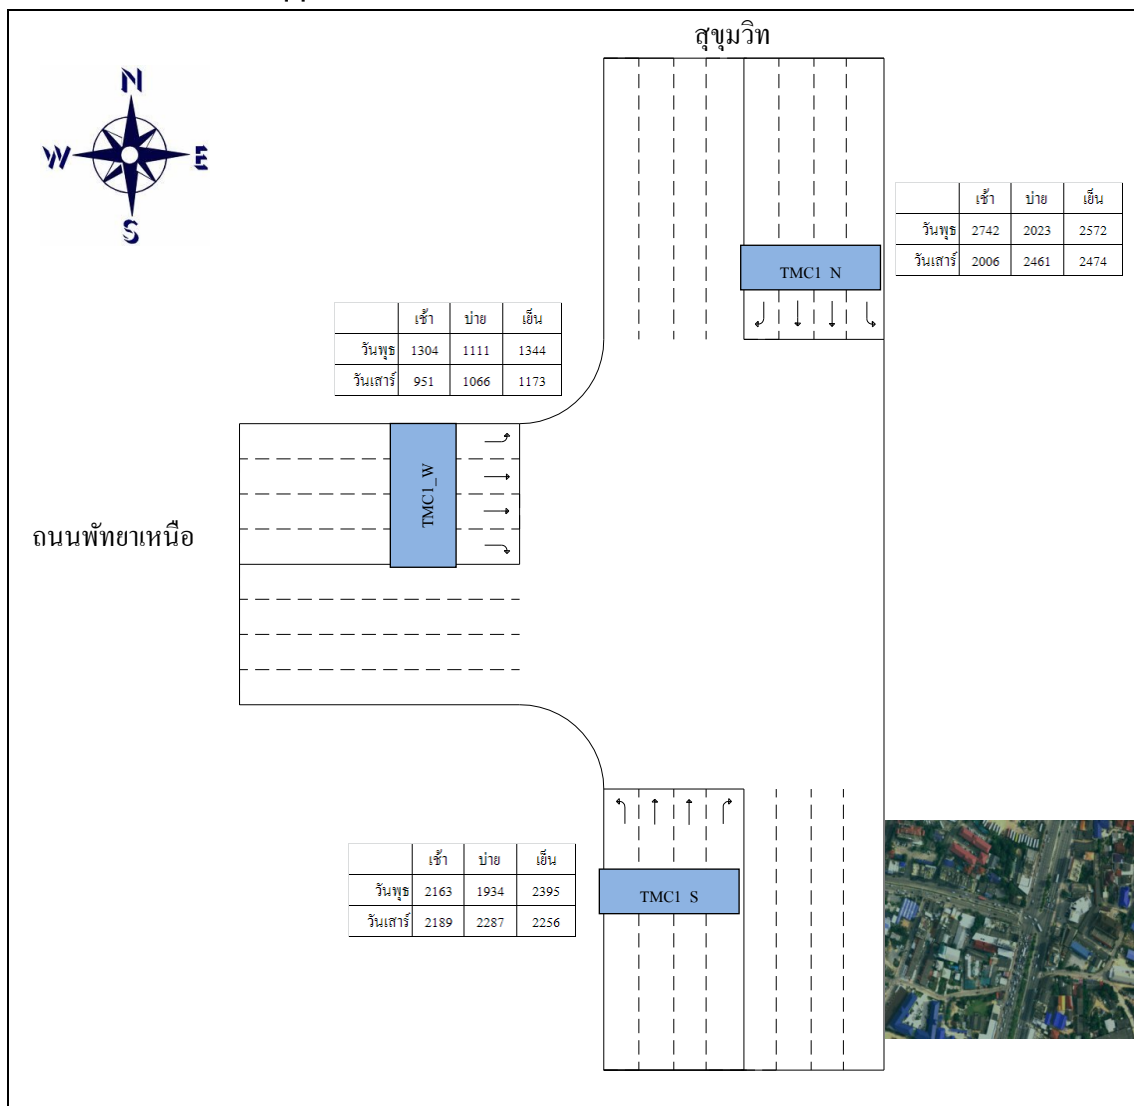 สุขุมวิท
N
W E
S
เช้า บ่าย เย็น
วันพุธ 2742 2023 2572
วันเสาร์ 2006 2461 2474
TMC1_N
เช้า บ่าย เย็น
วันพุธ 1304 1111 1344
วันเสาร์ 951 1066 1173
TMC1_W
ถนนพัทยาเหนือ
เช้า บ่าย เย็น
วันพุธ 2163 1934 2395
วันเสาร์ 2189 2287 2256
TMC1_S